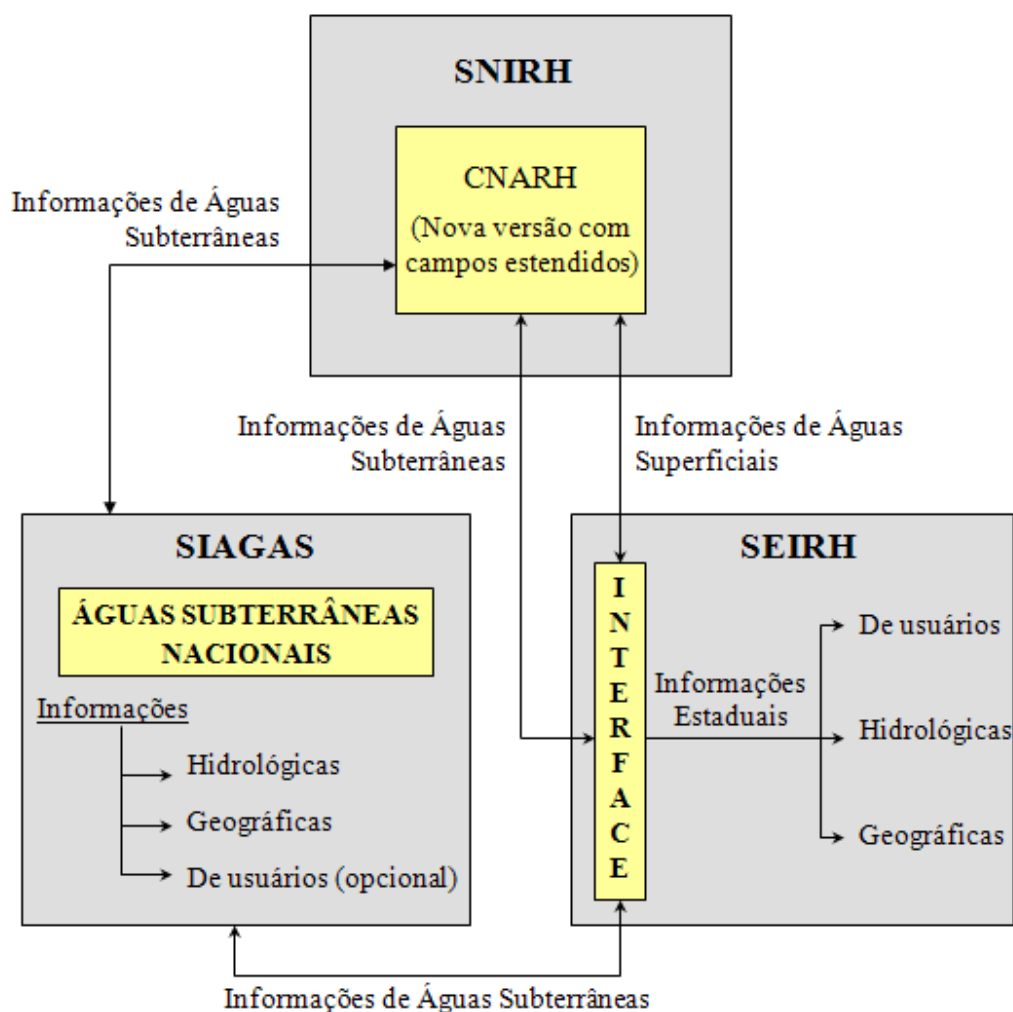 SNIRH
CNARH
(Nova versão com
campos estendidos)
Informações de Águas
Subterrâneas
Informações de Águas
Subterrâneas
Informações de Águas
Superficiais
SIAGAS
ÁGUAS SUBTERRÂNEAS
NACIONAIS
Informações
Hidrológicas
Geográficas
De usuários (opcional)
SEIRH
I
N
T
E
R
F
A
C
E
Informações
Estaduais
De usuários
Hidrológicas
Geográficas
Informações de Águas Subterrâneas